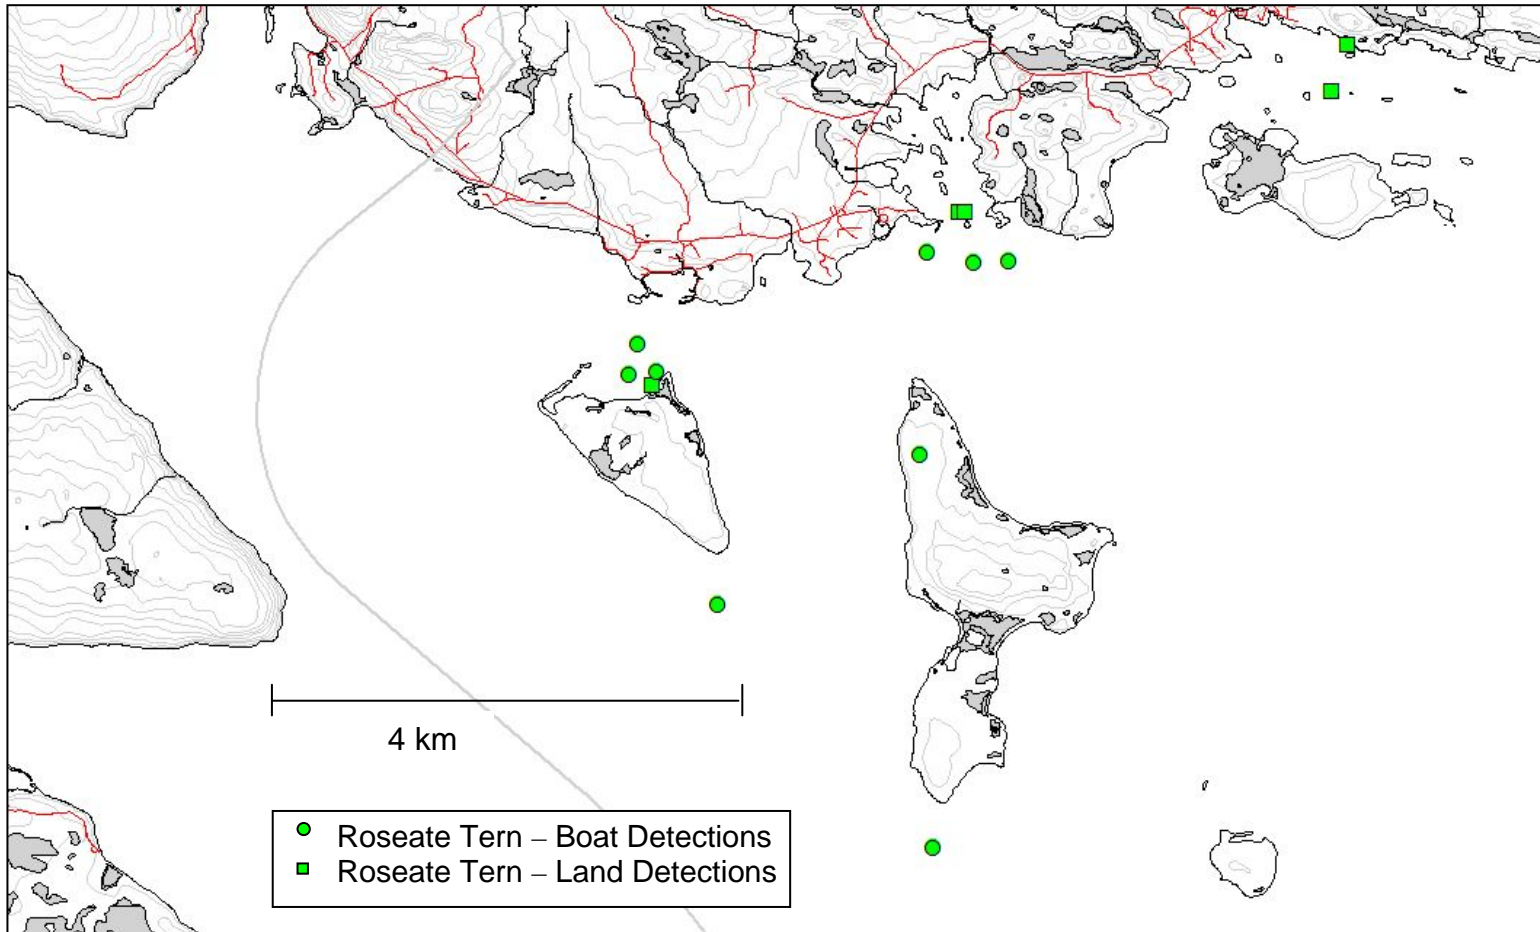 4 km
Roseate Tern – Boat Detections
Roseate Tern – Land Detections